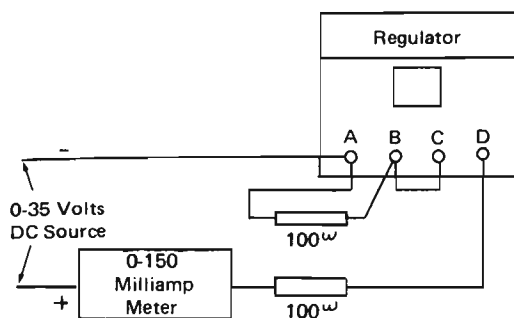 Regulator
A B C D
−
0-35 Volts
DC Source
100ω
0-150
Milliamp
Meter
+
100ω